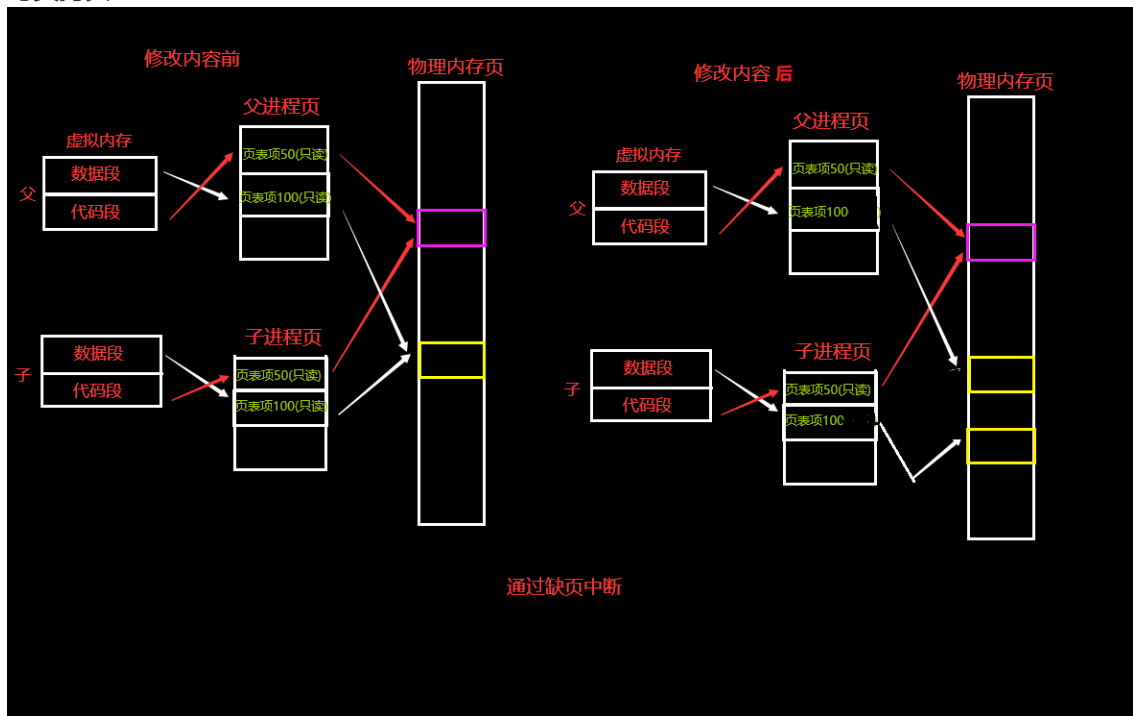 修改内容前
物理内存页
父进程页
虚拟内存
父
数据段
代码段
页表项50(只读)
页表项100(只读)
子进程页
子
数据段
代码段
页表项50(只读)
页表项100(只读)
修改内容 后
物理内存页
父进程页
虚拟内存
父
数据段
代码段
页表项50(只读)
页表项100
子进程页
子
数据段
代码段
页表项50(只读)
页表项100
通过缺页中断